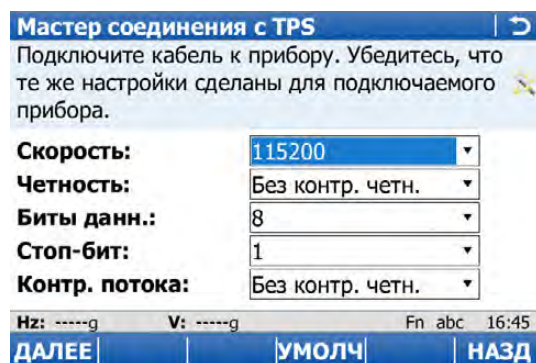 Мастер соединения с TPS
Подключите кабель к прибору. Убедитесь, что
те же настройки сделаны для подключаемого
прибора.
Скорость: 115200
Четность: Без контр. четн.
Биты данн.: 8
Стоп-бит: 1
Контр. потока: Без контр. четн.
Hz: -----g V: -----g Fn abc 16:45
ДАЛЕЕ УМОЛЧ НАЗД